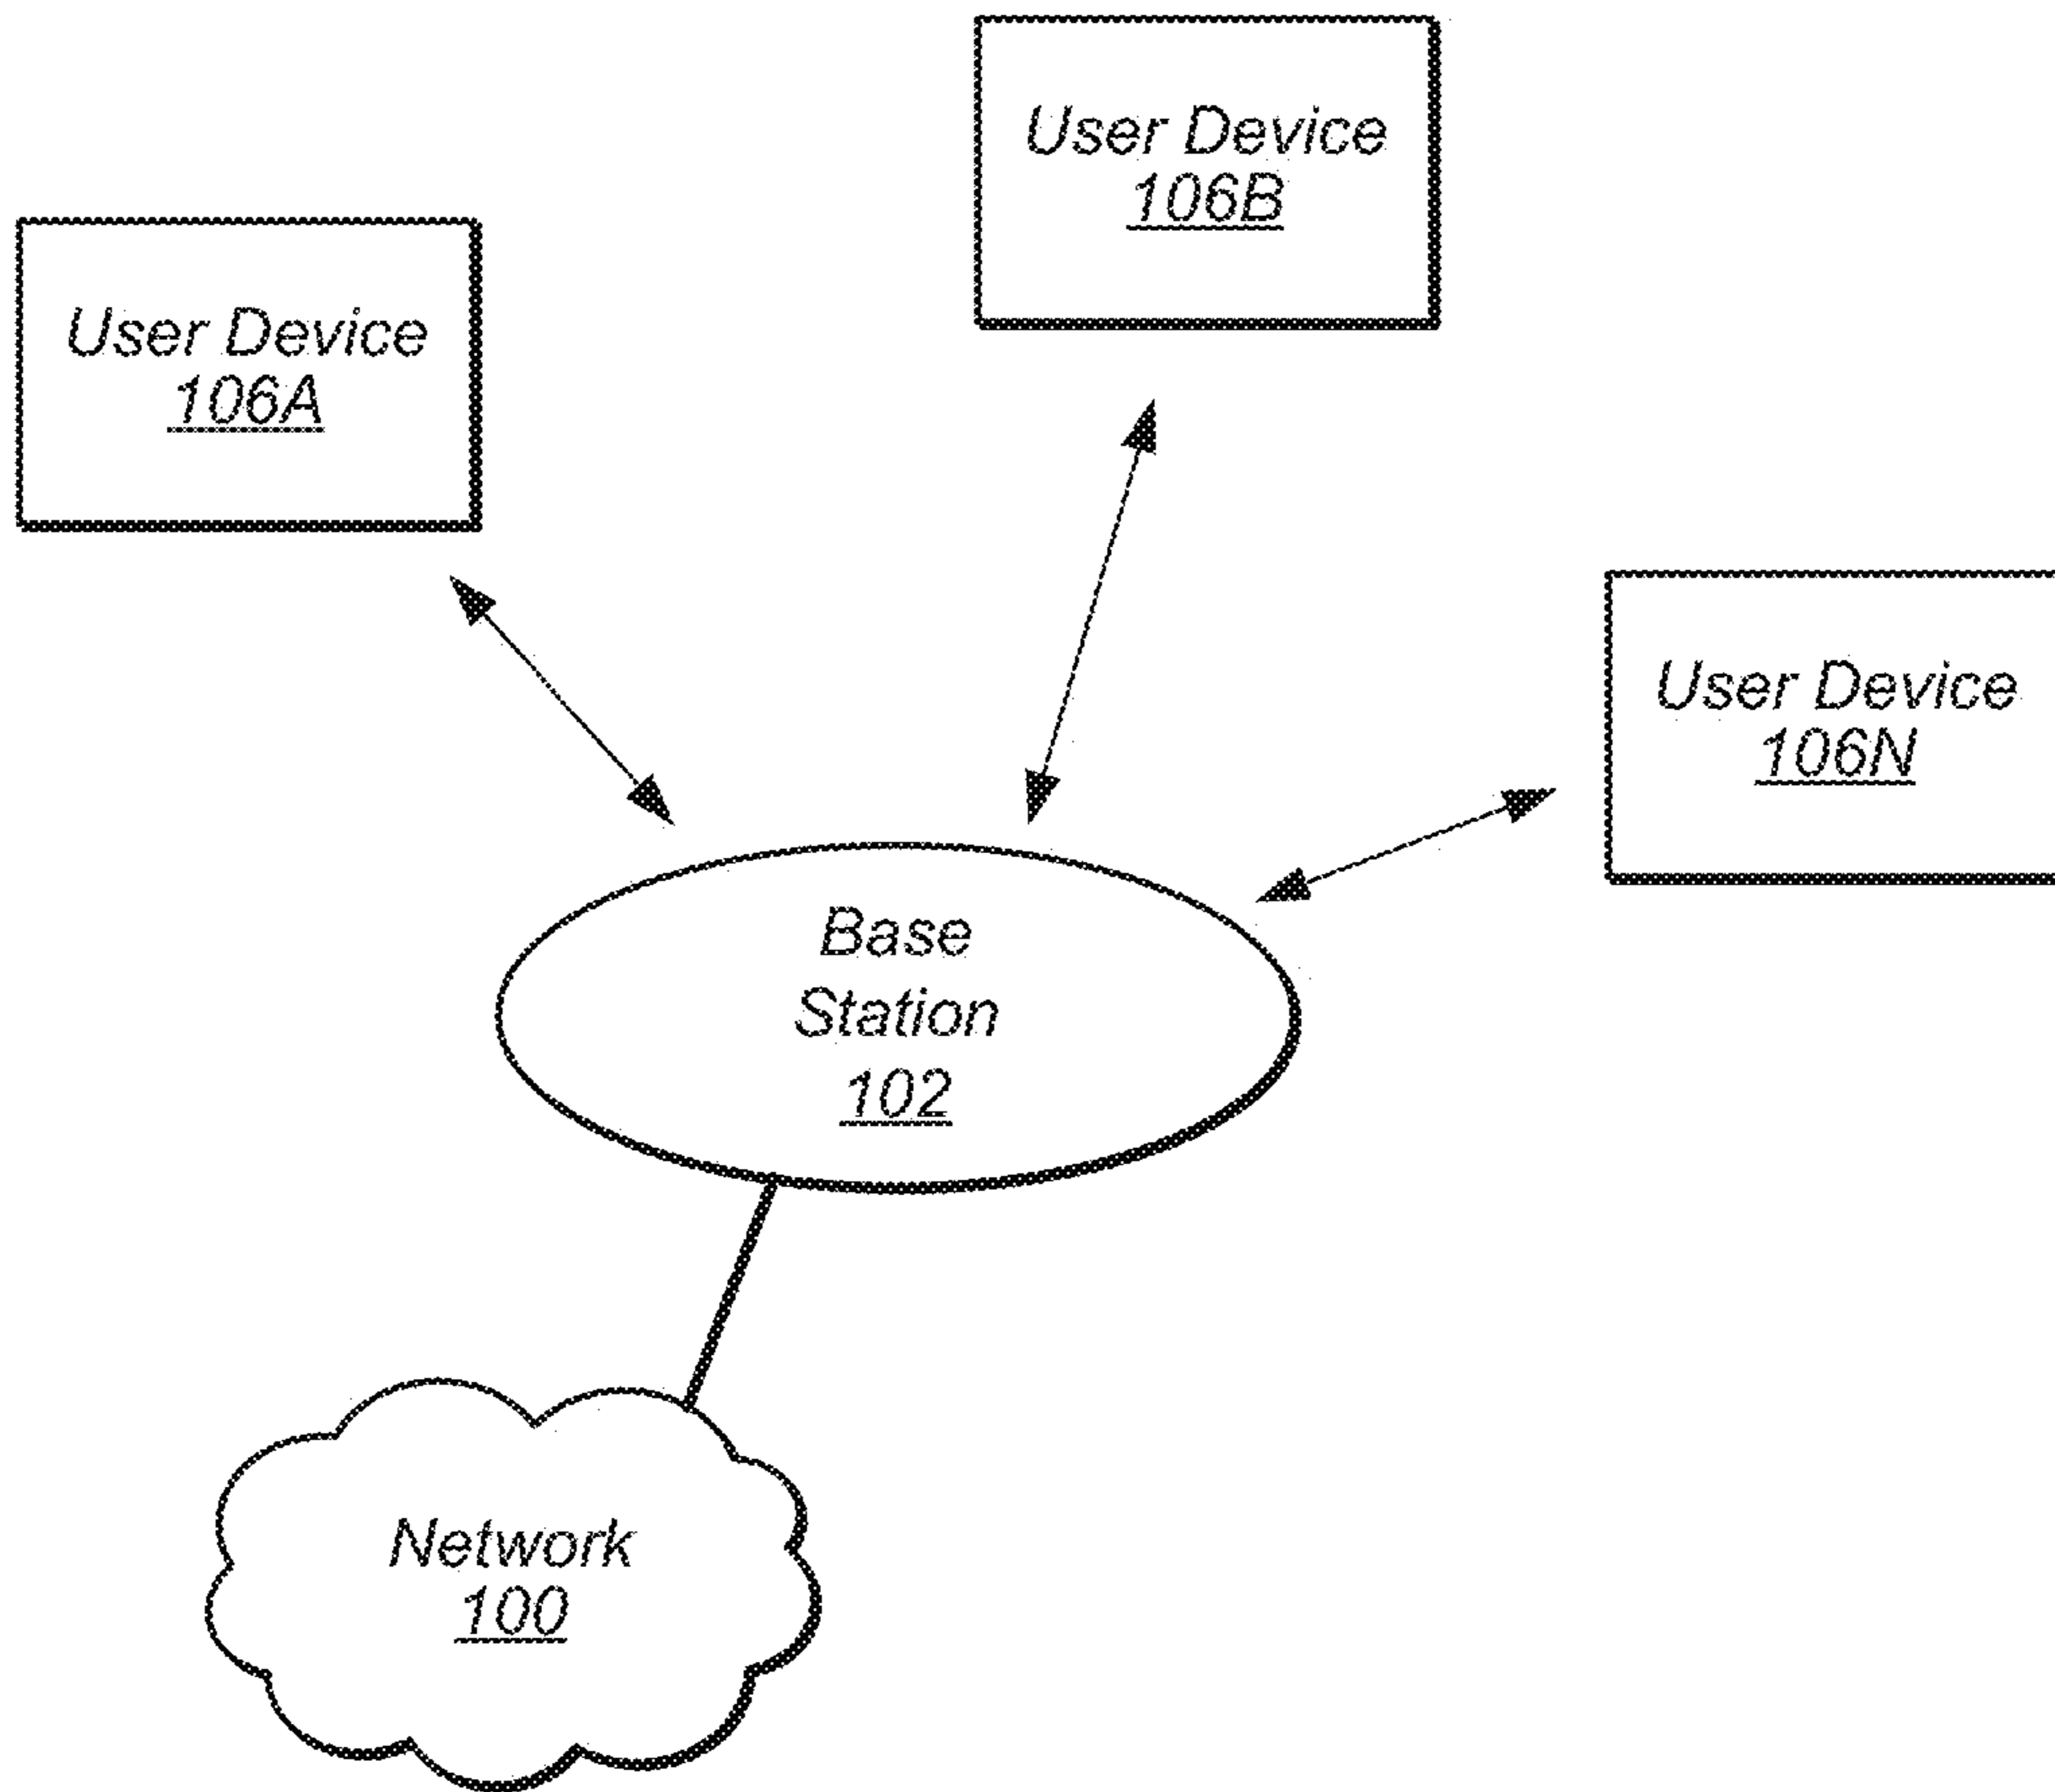 User Device
106B
User Device
106A
User Device
106N
Base
Station
102
Network
100